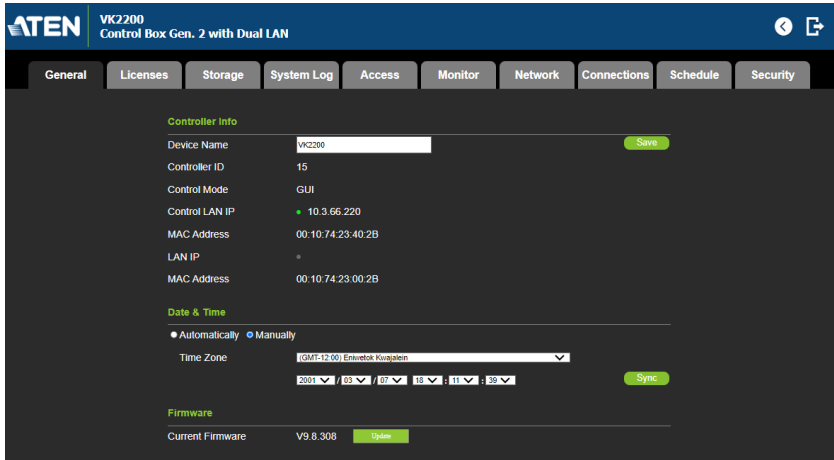 ATEN
VK2200
Control Box Gen. 2 with Dual LAN
General Licenses Storage System Log Access Monitor Network Connections Schedule Security
Controller Info
Device Name VK2200 Save
Controller ID 15
Control Mode GUI
Control LAN IP 10.3.66.220
MAC Address 00:10:74:23:40:2B
LAN IP
MAC Address 00:10:74:23:00:2B
Date & Time
Automatically Manually
Time Zone (GMT-12:00) Eniwetok Kwajalein
2001 / 03 / 07 18 : 11 : 39 Sync
Firmware
Current Firmware V9.8.308 Update